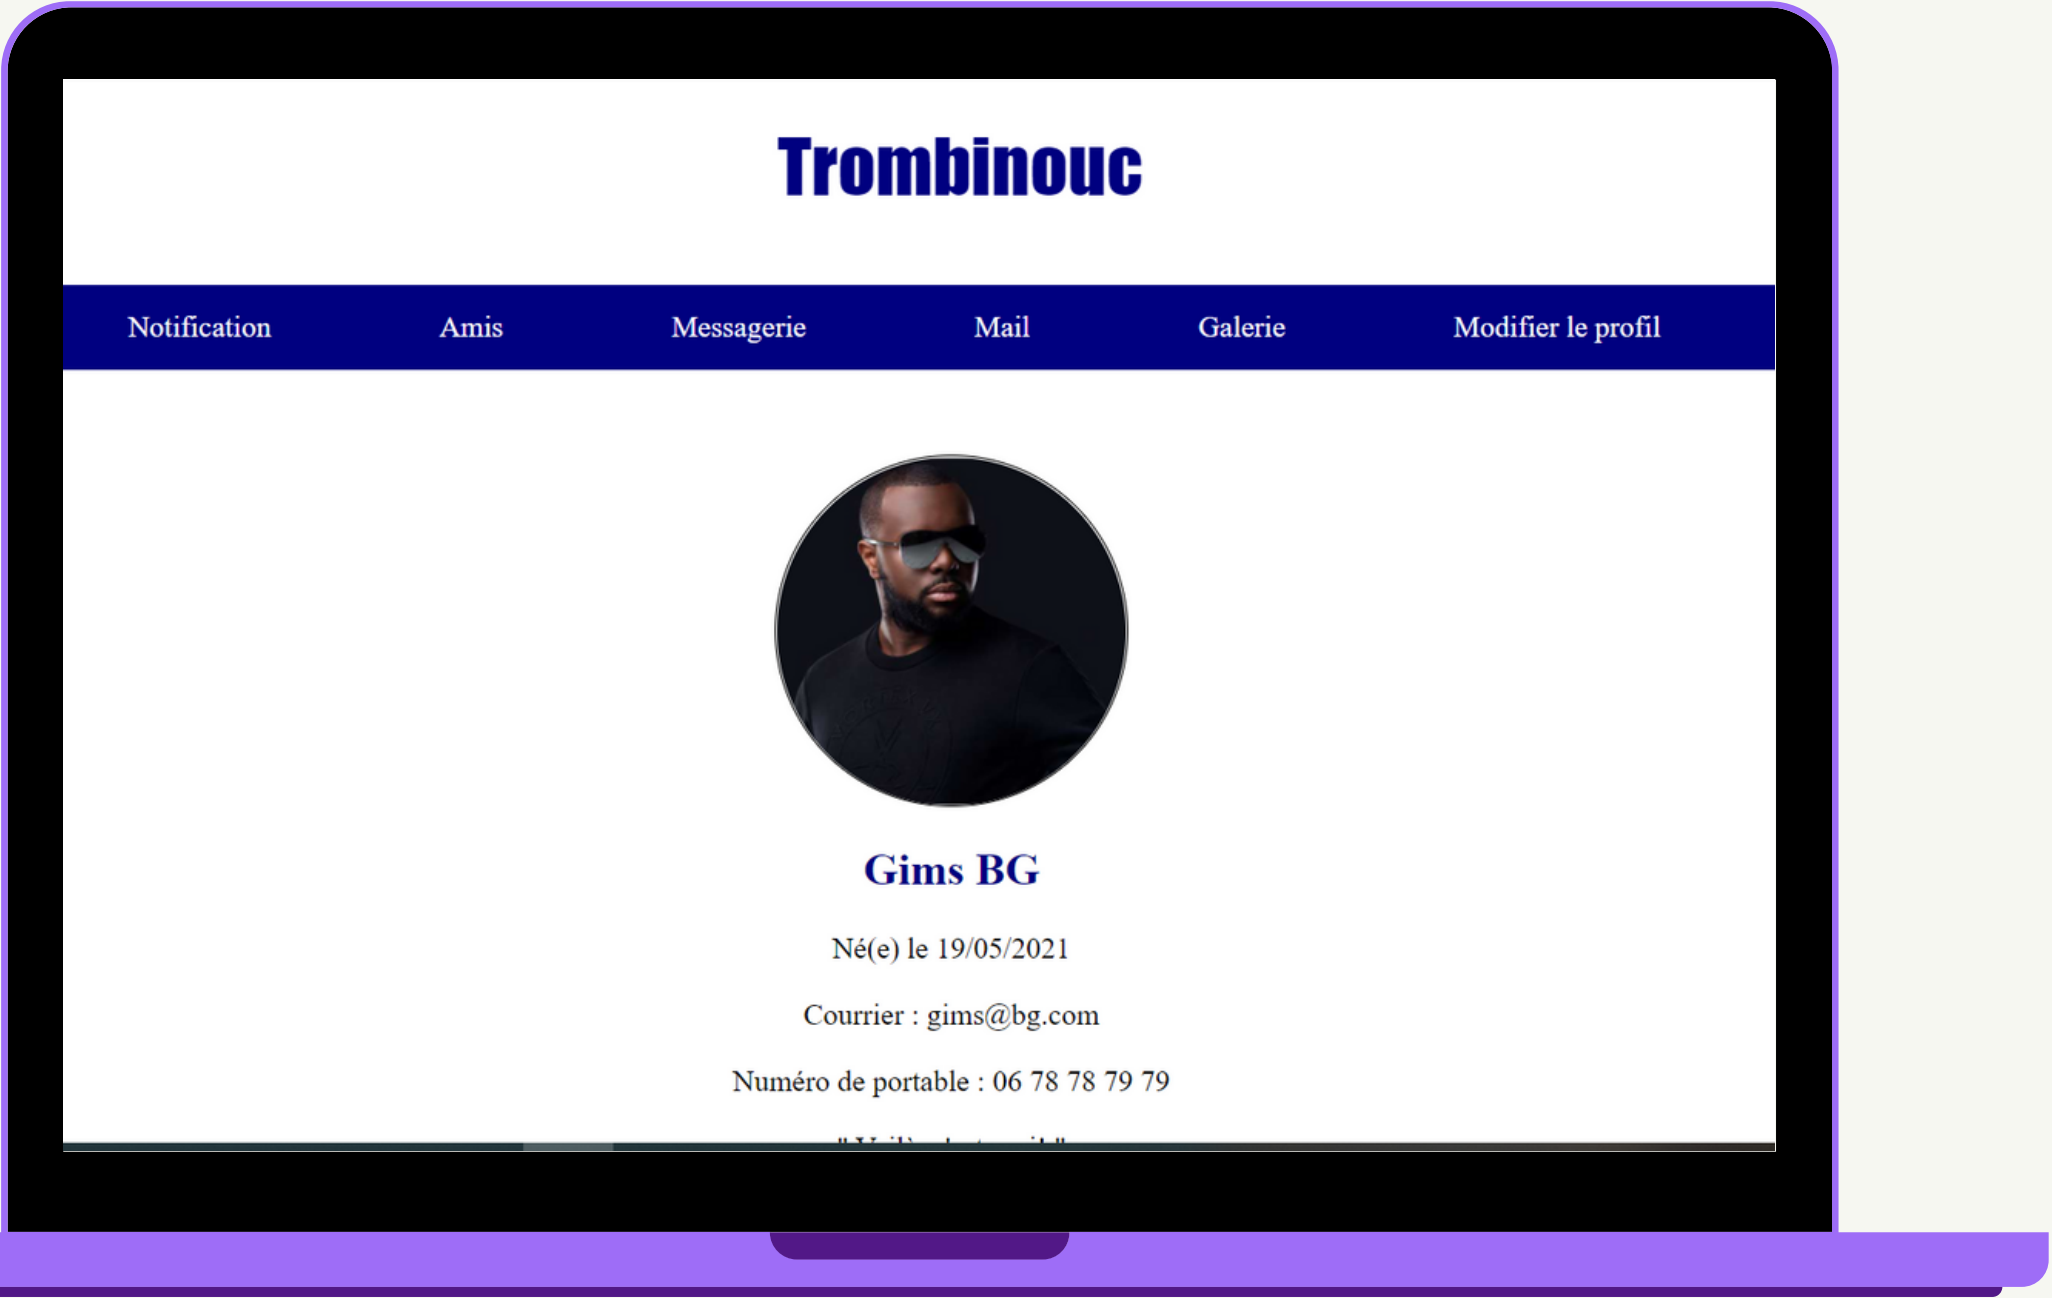 Trombinouc
Notification Amis Messagerie Mail Galerie Modifier le profil
Gims BG
Né(e) le 19/05/2021
Courrier : gims@bg.com
Numéro de portable : 06 78 78 79 79